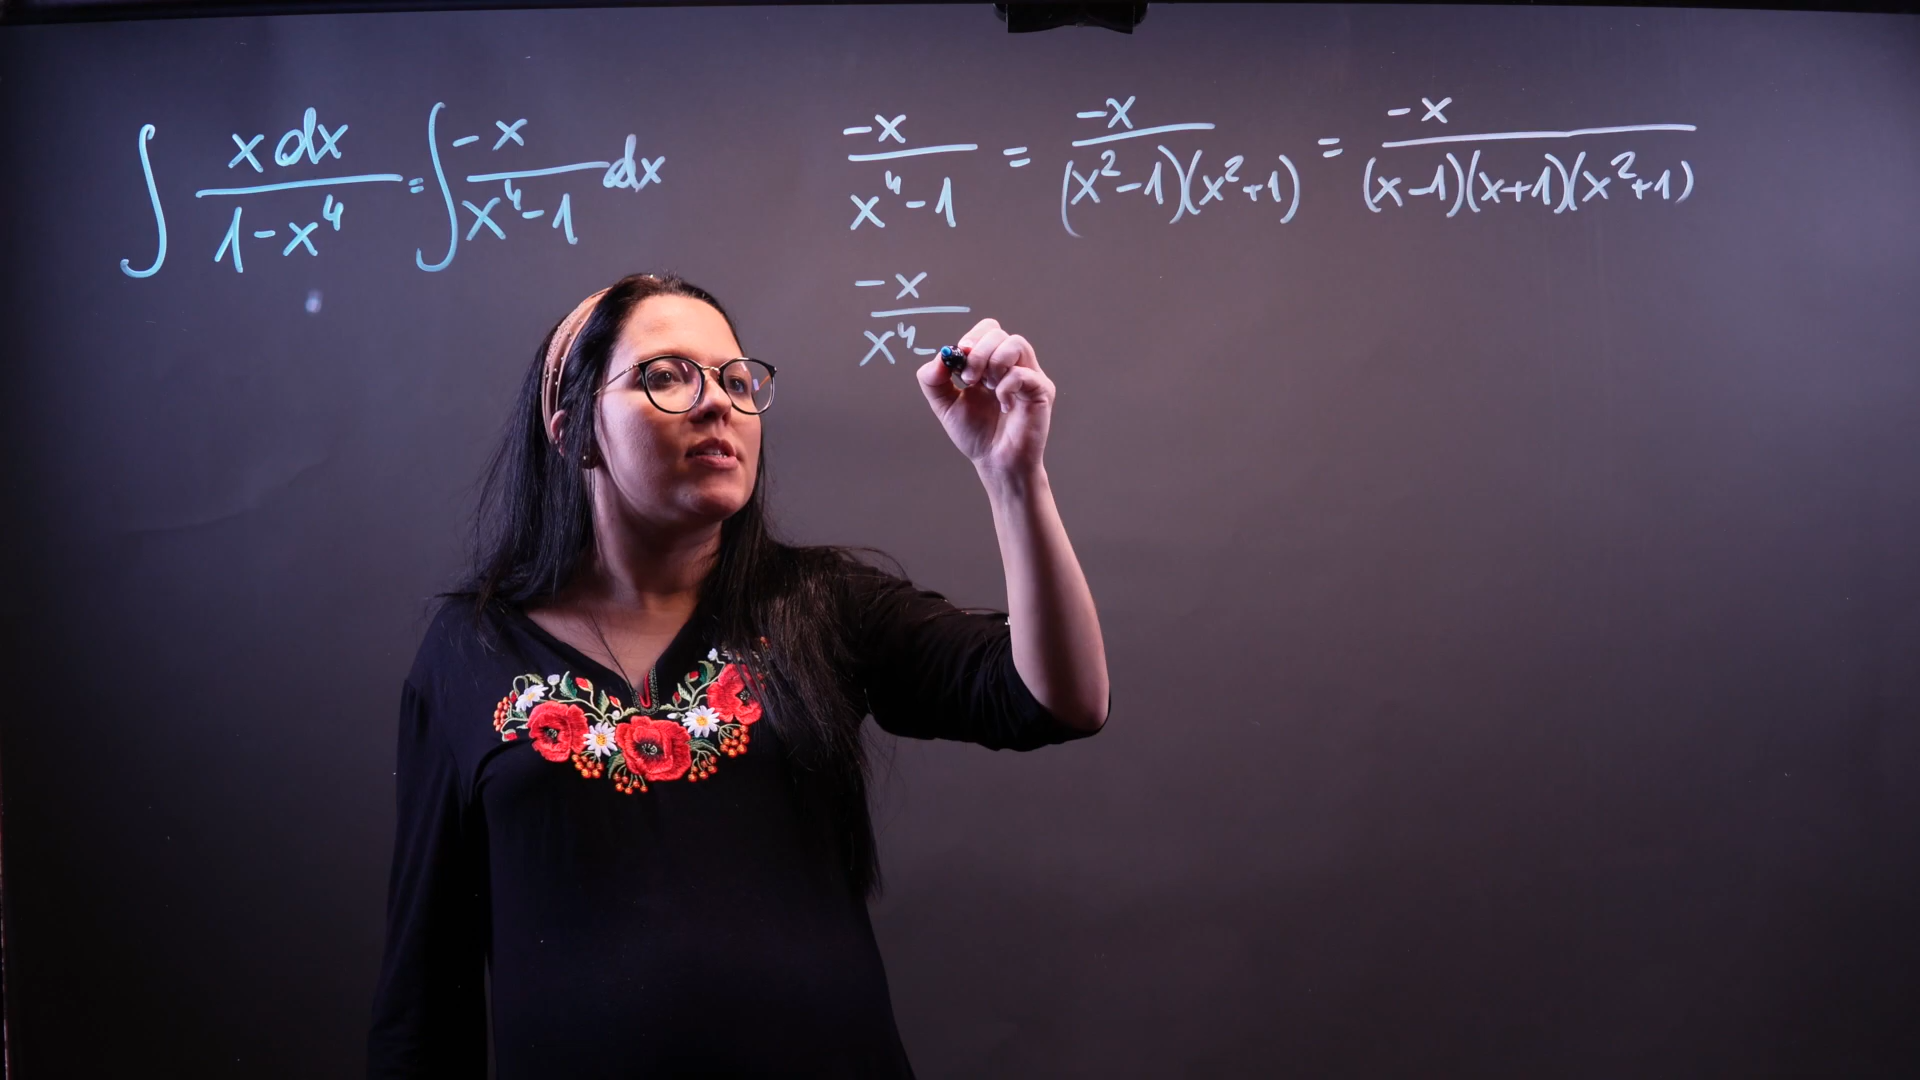 ∫ x dx / (1 - x⁴) = ∫ -x / (x⁴ - 1) dx
-x / (x⁴ - 1) = -x / ((x² - 1)(x² + 1)) = -x / ((x - 1)(x + 1)(x² + 1))
-x / (x⁴ -